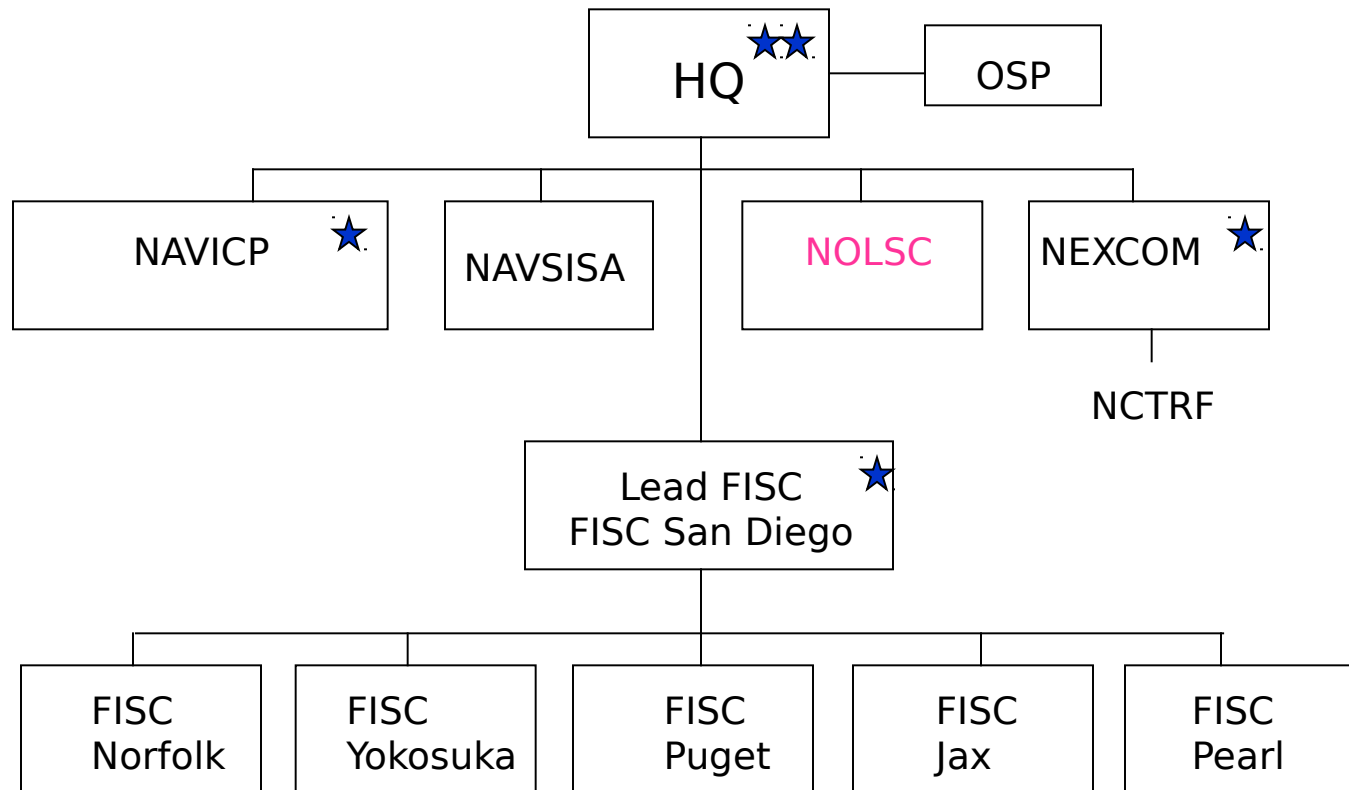 HQ
OSP
NAVICP
NAVSISA
NOLSC
NEXCOM
NCTRF
Lead FISC
FISC San Diego
FISC
Norfolk
FISC
Yokosuka
FISC
Puget
FISC
Jax
FISC
Pearl